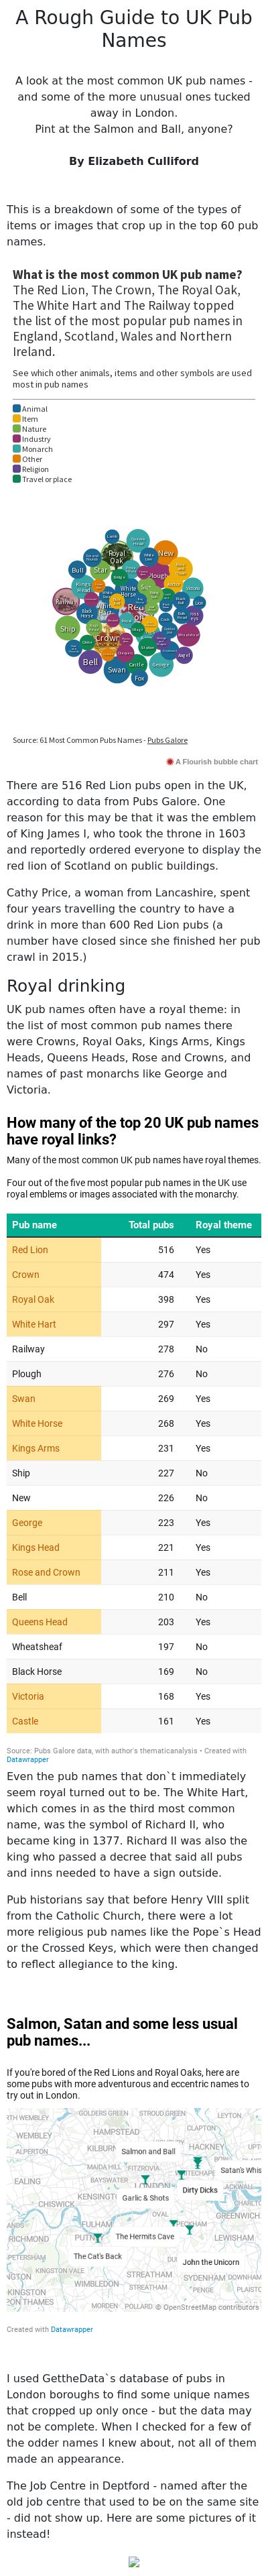 A Rough Guide to UK Pub
Names
A look at the most common UK pub names -
and some of the more unusual ones tucked
away in London.
Pint at the Salmon and Ball, anyone?
By Elizabeth Culliford
This is a breakdown of some of the types of
items or images that crop up in the top 60 pub
names.
What is the most common UK pub name?
The Red Lion, The Crown, The Royal Oak,
The White Hart and The Railway topped
the list of the most popular pub names in
England, Scotland, Wales and Northern
Ireland.
See which other animals, items and other symbols are used
most in pub names
Animal
Item
Nature
Industry
Monarch
Other
Religion
Travel or place
Royal
Oak
New
Bull
Star
Plough
Kings
Head
White
Horse
Victoria
Railway
Black
Horse
Red
Ship
Crown
Bell
Swan
Castle
George
Angel
Fox
Source: 61 Most Common Pubs Names - Pubs Galore
A Flourish bubble chart
There are 516 Red Lion pubs open in the UK,
according to data from Pubs Galore. One
reason for this may be that it was the emblem
of King James I, who took the throne in 1603
and reportedly ordered everyone to display the
red lion of Scotland on public buildings.
Cathy Price, a woman from Lancashire, spent
four years travelling the country to have a
drink in more than 600 Red Lion pubs (a
number have closed since she finished her pub
crawl in 2015.)
Royal drinking
UK pub names often have a royal theme: in
the list of most common pub names there
were Crowns, Royal Oaks, Kings Arms, Kings
Heads, Queens Heads, Rose and Crowns, and
names of past monarchs like George and
Victoria.
How many of the top 20 UK pub names
have royal links?
Many of the most common UK pub names have royal themes.
Four out of the five most popular pub names in the UK use
royal emblems or images associated with the monarchy.
Pub name Total pubs Royal theme
Red Lion 516 Yes
Crown 474 Yes
Royal Oak 398 Yes
White Hart 297 Yes
Railway 278 No
Plough 276 No
Swan 269 Yes
White Horse 268 Yes
Kings Arms 231 Yes
Ship 227 No
New 226 No
George 223 Yes
Kings Head 221 Yes
Rose and Crown 211 Yes
Bell 210 No
Queens Head 203 Yes
Wheatsheaf 197 No
Black Horse 169 No
Victoria 168 Yes
Castle 161 Yes
Source: Pubs Galore data, with author's thematicanalysis • Created with
Datawrapper
Even the pub names that don`t immediately
seem royal turned out to be. The White Hart,
which comes in as the third most common
name, was the symbol of Richard II, who
became king in 1377. Richard II was also the
king who passed a decree that said all pubs
and inns needed to have a sign outside.
Pub historians say that before Henry VIII split
from the Catholic Church, there were a lot
more religious pub names like the Pope`s Head
or the Crossed Keys, which were then changed
to reflect allegiance to the king.
Salmon, Satan and some less usual
pub names...
If you're bored of the Red Lions and Royal Oaks, here are
some pubs with more adventurous and eccentric names to
try out in London.
RTH WEMBLEY
GOLDERS GREEN
STROUD GREEN
LEYTON
WEMBLEY
HAMPSTEAD
CLAPTON
ALPERTON
KILBUR
Salmon and Ball
HACKNEY
UPT
MAIDA HILL
FITZROVIA
Satan's Whis
EALING
BAYSWATER
TECHAPE
LONDON
Dirty Dicks
ACKWALL
KENSINGT
Garlic & Shots
CHISWICK
GREENWICH
FULHAM
OVAL
RICHMOND
PUTN
The Hermits Cave
PECKHAM
LEWISHAM
PETERSHAM
The Cat's Back
John the Unicorn
KINGSTON VALE
STREATHAM
SYDENHAM
DOWNHAM
WIMBLEDON
STREATHAM
KINGSTON
PENGE
PLAISTO
PON THAMES
MORDEN
POLLARD
© OpenStreetMap contributors
Created with Datawrapper
I used GettheData`s database of pubs in
London boroughs to find some unique names
that cropped up only once - but the data may
not be complete. When I checked for a few of
the odder names I knew about, not all of them
made an appearance.
The Job Centre in Deptford - named after the
old job centre that used to be on the same site
- did not show up. Here are some pictures of it
instead!